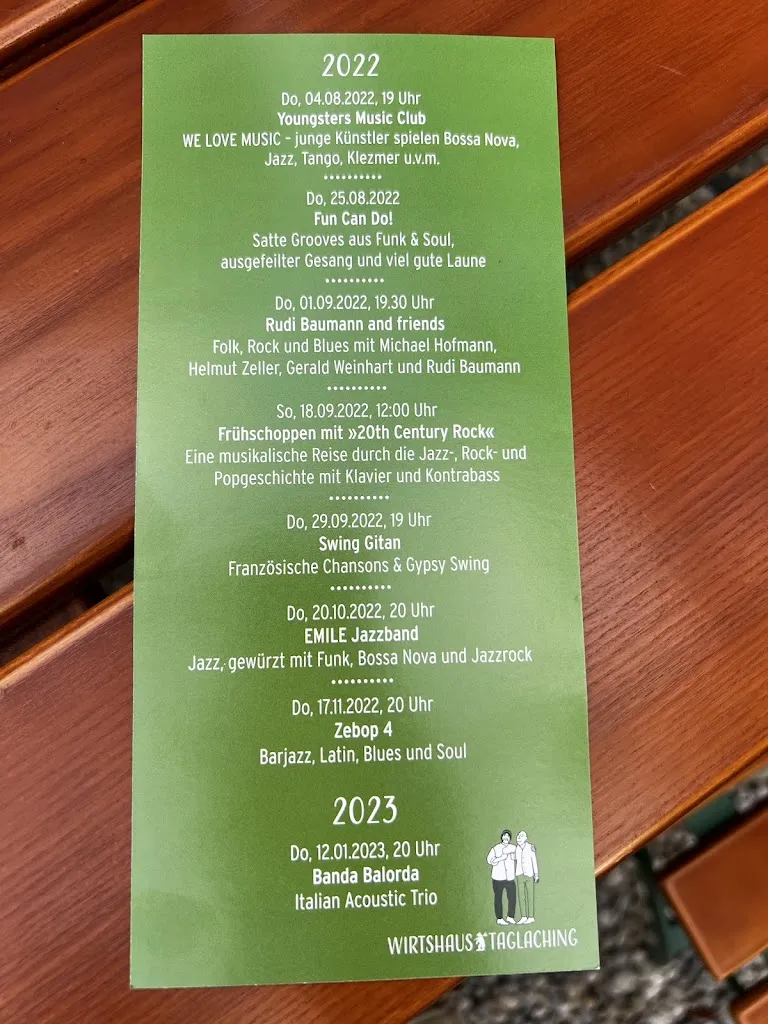 2022
Do, 04.08.2022, 19 Uhr
Youngsters Music Club
WE LOVE MUSIC – junge Künstler spielen Bossa Nova,
Jazz, Tango, Klezmer u.v.m.
Do, 25.08.2022
Fun Can Do!
Satte Grooves aus Funk & Soul,
ausgefeilter Gesang und viel gute Laune
Do, 01.09.2022, 19.30 Uhr
Rudi Baumann and friends
Folk, Rock und Blues mit Michael Hofmann,
Helmut Zeller, Gerald Weinhart und Rudi Baumann
So, 18.09.2022, 12:00 Uhr
Frühschoppen mit »20th Century Rock«
Eine musikalische Reise durch die Jazz-, Rock- und
Popgeschichte mit Klavier und Kontrabass
Do, 29.09.2022, 19 Uhr
Swing Gitan
Französische Chansons & Gypsy Swing
Do, 20.10.2022, 20 Uhr
EMILE Jazzband
Jazz, gewürzt mit Funk, Bossa Nova und Jazzrock
Do, 17.11.2022, 20 Uhr
Zebop 4
Barjazz, Latin, Blues und Soul
2023
Do, 12.01.2023, 20 Uhr
Banda Balorda
Italian Acoustic Trio
WIRTSHAUS TAGLACHING